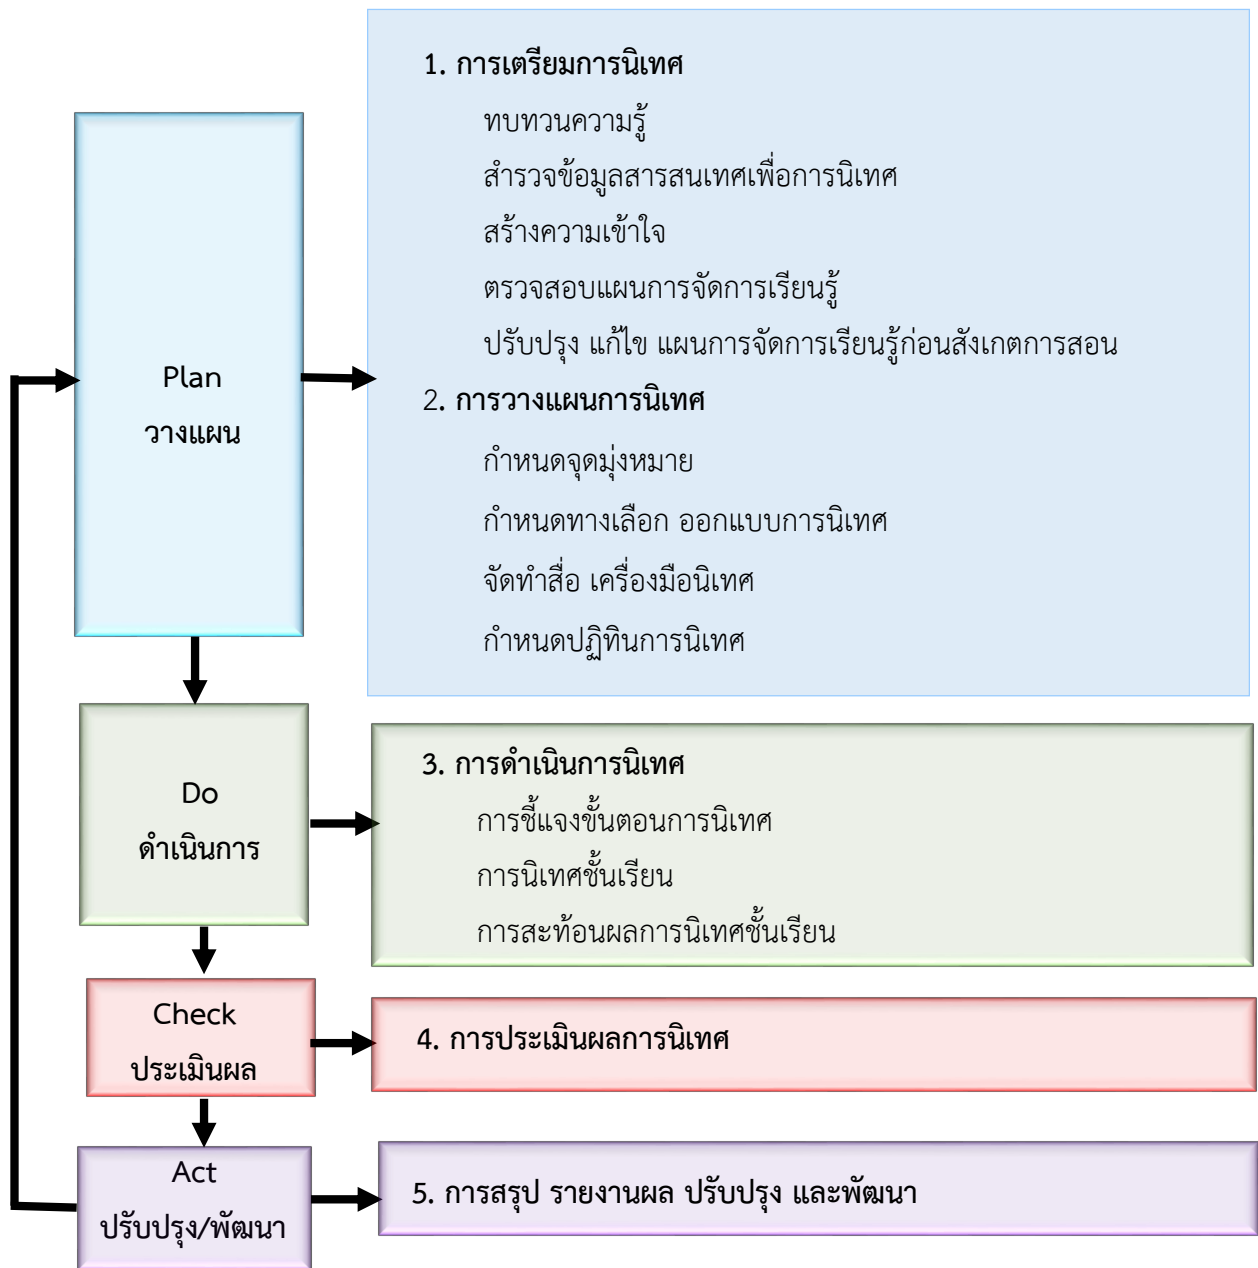 Plan
วางแผน
1. การเตรียมการนิเทศ
ทบทวนความรู้
สำรวจข้อมูลสารสนเทศเพื่อการนิเทศ
สร้างความเข้าใจ
ตรวจสอบแผนการจัดการเรียนรู้
ปรับปรุง แก้ไข แผนการจัดการเรียนรู้ก่อนสังเกตการสอน
2. การวางแผนการนิเทศ
กำหนดจุดมุ่งหมาย
กำหนดทางเลือก ออกแบบการนิเทศ
จัดทำสื่อ เครื่องมือนิเทศ
กำหนดปฏิทินการนิเทศ
Do
ดำเนินการ
3. การดำเนินการนิเทศ
การชี้แจงขั้นตอนการนิเทศ
การนิเทศชั้นเรียน
การสะท้อนผลการนิเทศชั้นเรียน
Check
ประเมินผล
4. การประเมินผลการนิเทศ
Act
ปรับปรุง/พัฒนา
5. การสรุป รายงานผล ปรับปรุง และพัฒนา